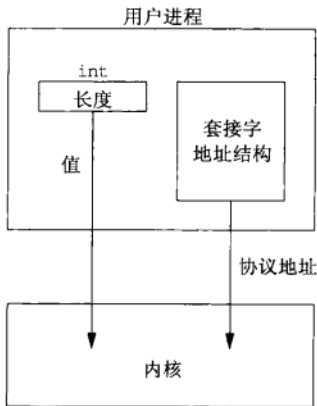 用户进程
int
长度
套接字
地址结构
值
协议地址
内核